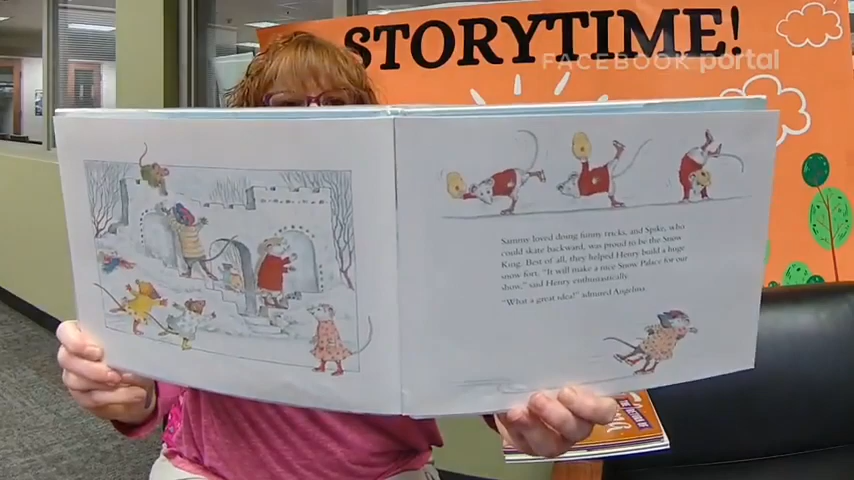 STORYTIME!
FACEBOOK portal
Sammy loved doing funny tricks, and Spike, who
could skate backward, was proud to be the Snow
King. Best of all, they helped Henry build a huge
snow fort. "It will make a nice Snow Palace for our
show," said Henry enthusiastically.
"What a great idea!" admired Angelina.